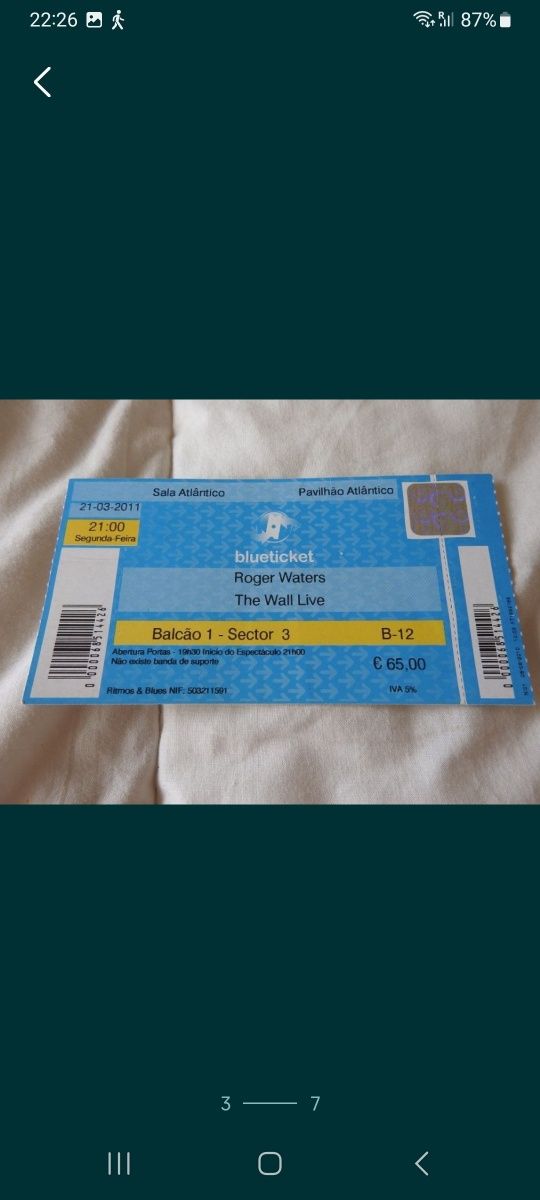 22:26
87%
Sala Atlântico
Pavilhão Atlântico
21-03-2011
21:00
Segunda-Feira
blueticket
Roger Waters
The Wall Live
Balcão 1 - Sector 3
B-12
Abertura Portas - 19h30 Início do Espectáculo 21h00
Não existe banda de suporte
€ 65,00
Ritmos & Blues NIF: 503211591
IVA 5%
3
7